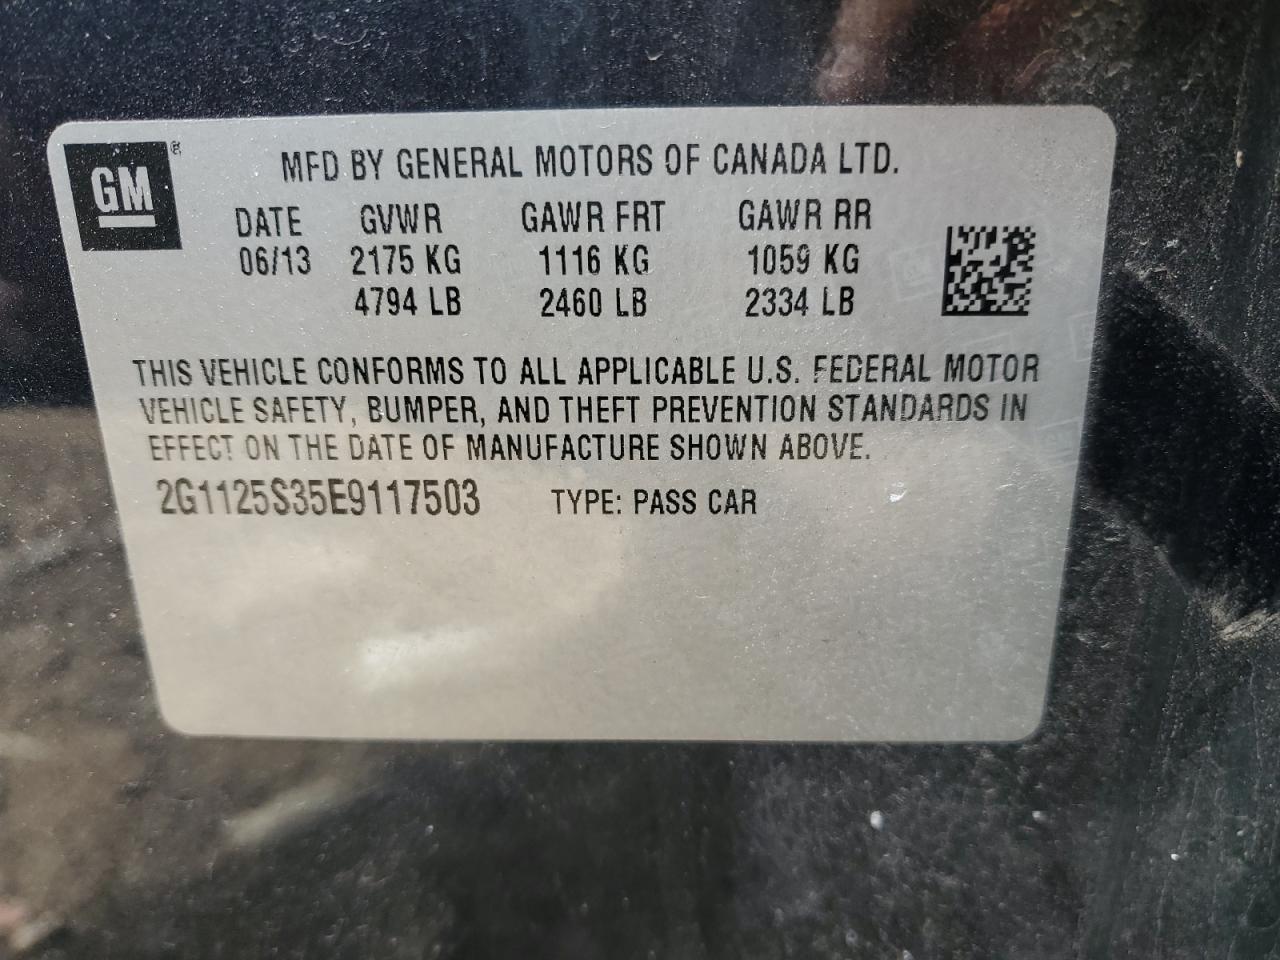 GM ®
MFD BY GENERAL MOTORS OF CANADA LTD.
DATE GVWR GAWR FRT GAWR RR
06/13 2175 KG 1116 KG 1059 KG
4794 LB 2460 LB 2334 LB
THIS VEHICLE CONFORMS TO ALL APPLICABLE U.S. FEDERAL MOTOR
VEHICLE SAFETY, BUMPER, AND THEFT PREVENTION STANDARDS IN
EFFECT ON THE DATE OF MANUFACTURE SHOWN ABOVE.
2G1125S35E9117503 TYPE: PASS CAR